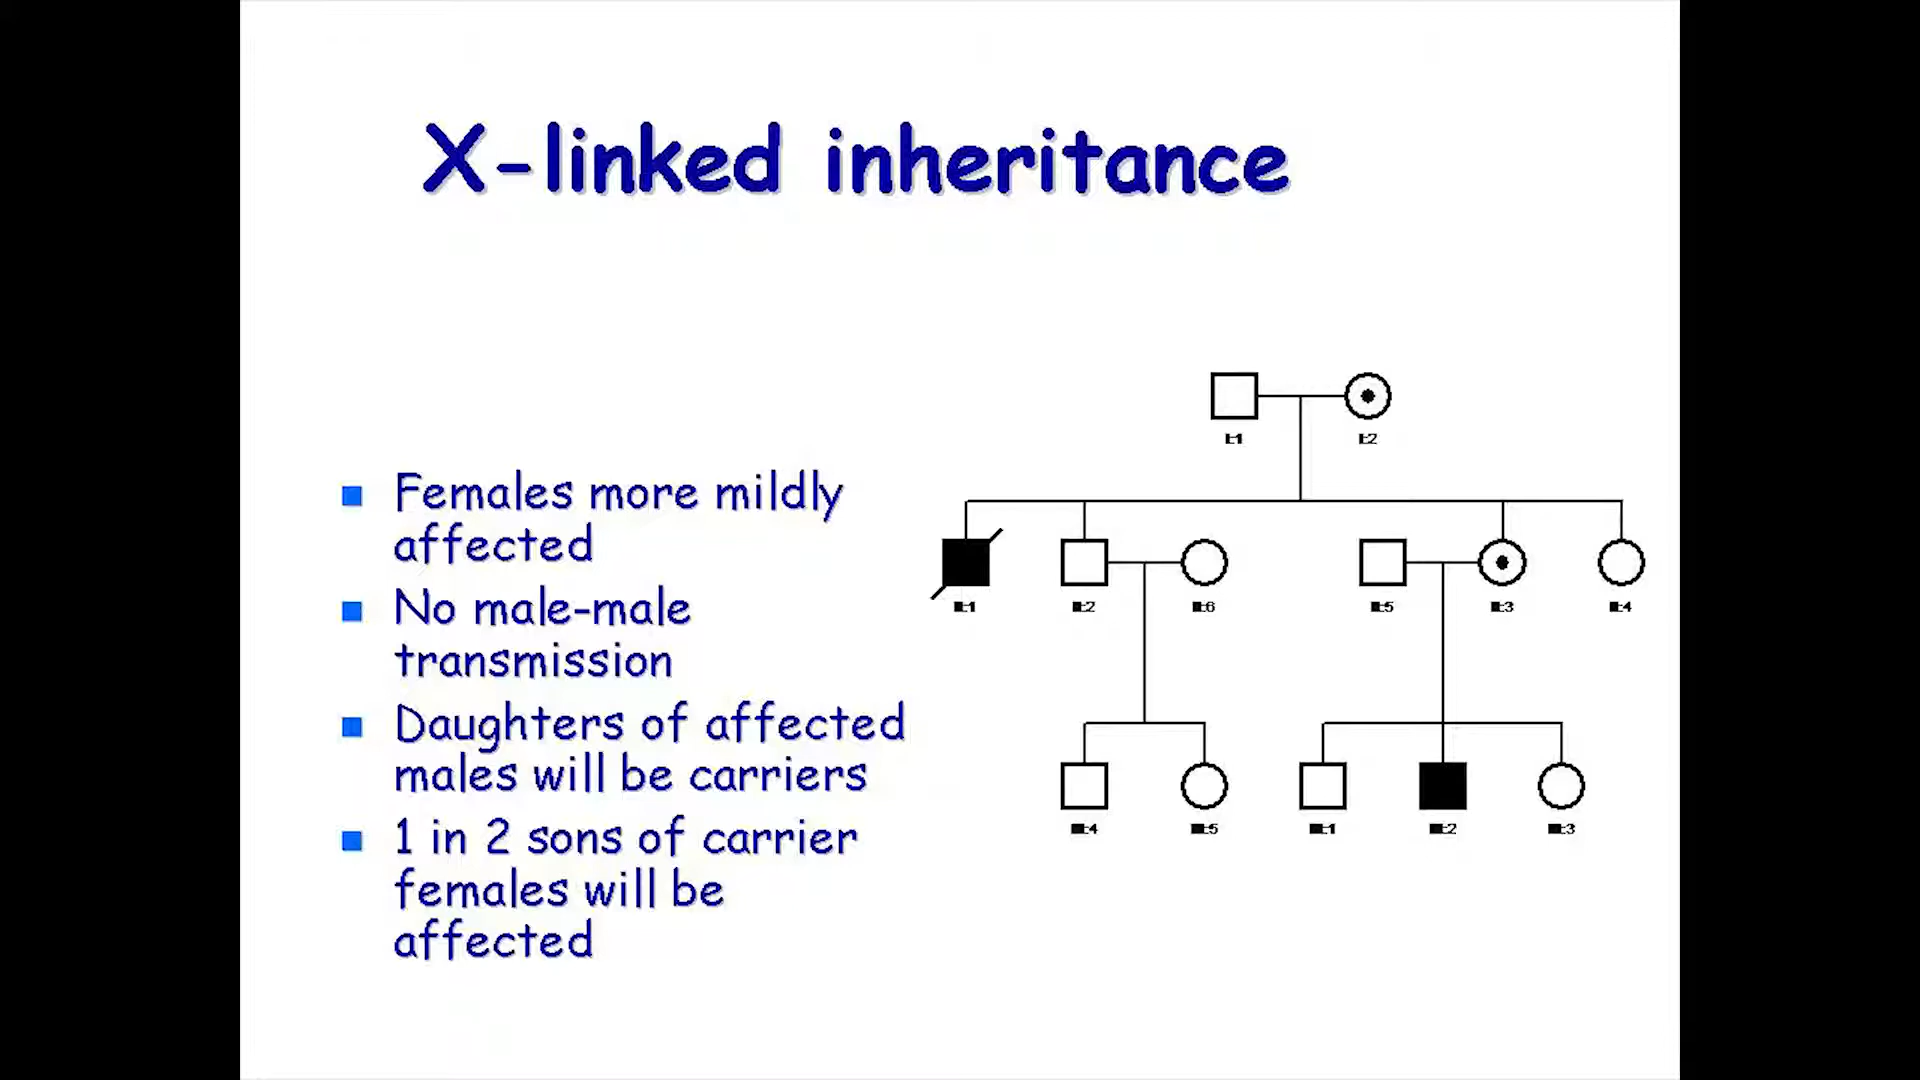 X-linked inheritance
Females more mildly
affected
No male-male
transmission
Daughters of affected
males will be carriers
1 in 2 sons of carrier
females will be
affected